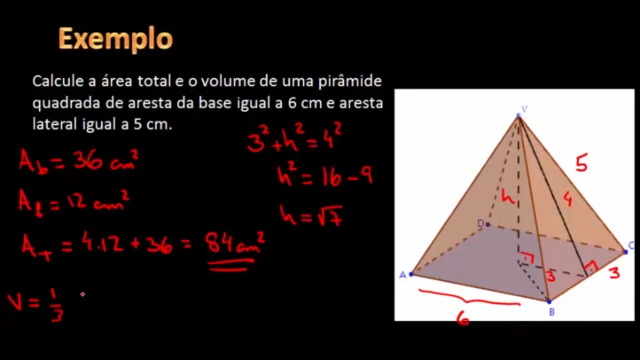 Exemplo
Calcule a área total e o volume de uma pirâmide
quadrada de aresta da base igual a 6 cm e aresta
lateral igual a 5 cm.
A_b = 36 cm²
A_l = 12 cm²
A_T = 4.12 + 36 = 84 cm²
V = 1/3
3² + h² = 4²
h² = 16 - 9
h = √7
V
5
h
4
D
C
3
3
A
6
B